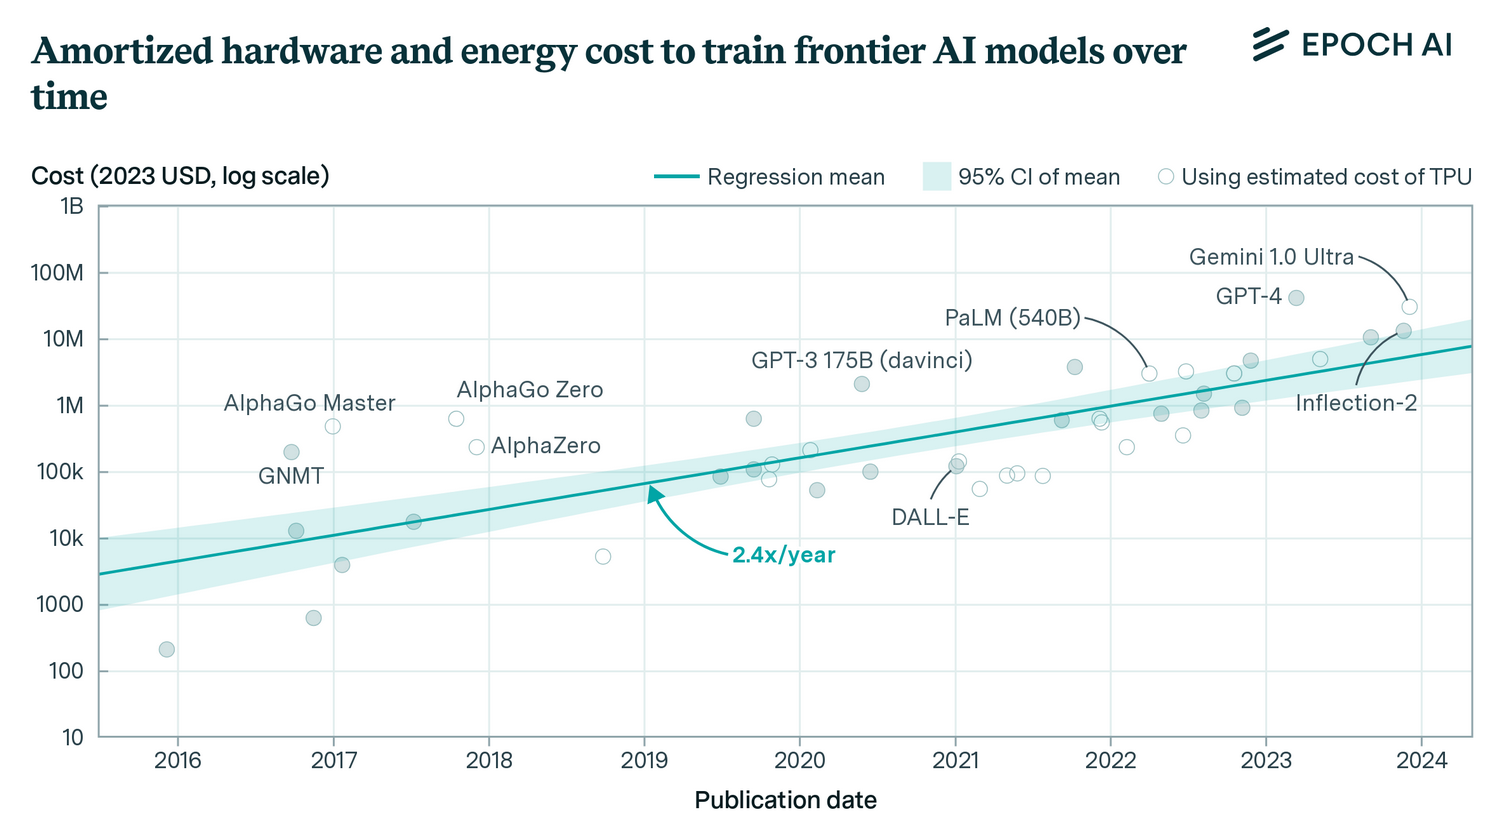 Amortized hardware and energy cost to train frontier AI models over
time
EPOCH AI
Cost (2023 USD, log scale)
Regression mean
95% CI of mean
Using estimated cost of TPU
1B
100M
10M
1M
100k
10k
1000
100
10
Gemini 1.0 Ultra
GPT-4
PaLM (540B)
GPT-3 175B (davinci)
AlphaGo Zero
AlphaGo Master
Inflection-2
AlphaZero
GNMT
DALL-E
2.4x/year
2016
2017
2018
2019
2020
2021
2022
2023
2024
Publication date